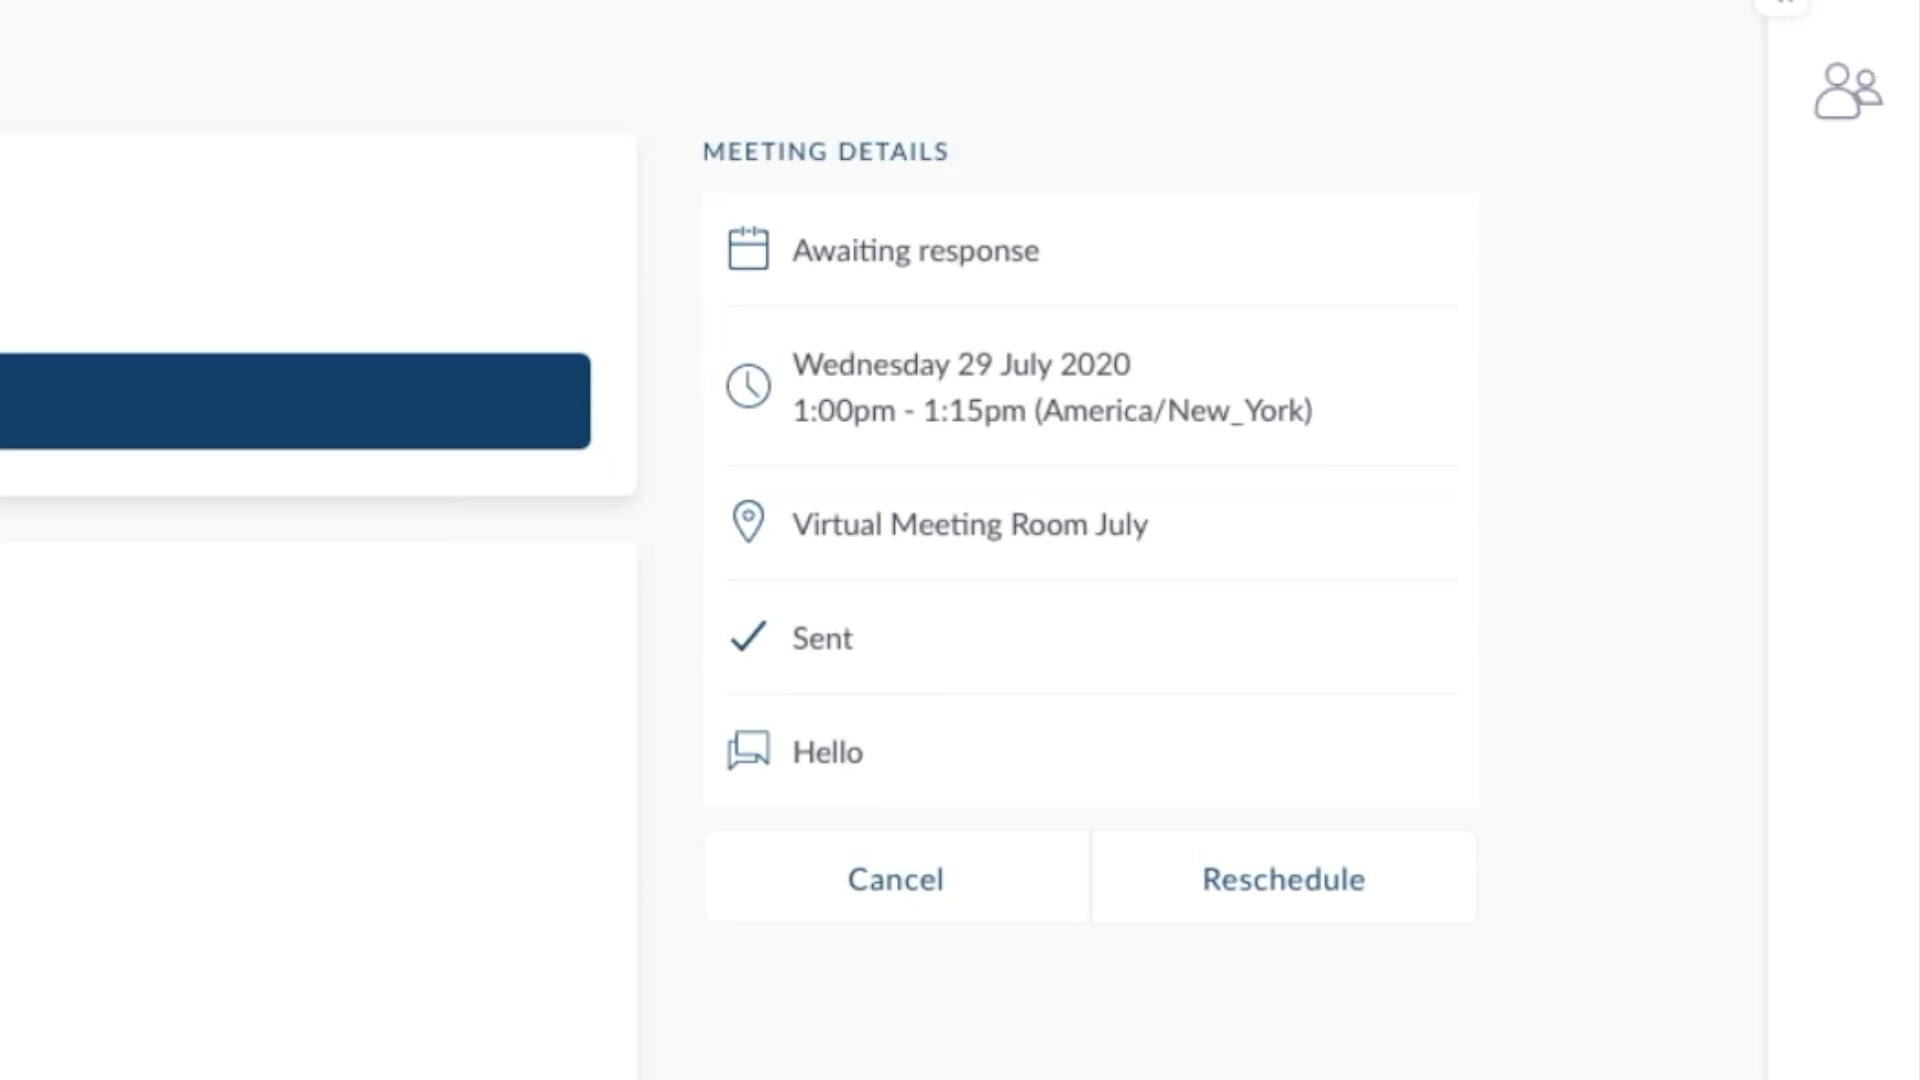 MEETING DETAILS
Awaiting response
Wednesday 29 July 2020
1:00pm - 1:15pm (America/New_York)
Virtual Meeting Room July
Sent
Hello
Cancel
Reschedule